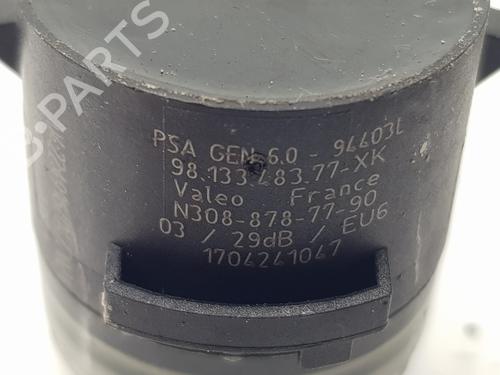 B-PARTS
PSA GEN 6.0 - 94403L
98.133.483.77-XK
Valeo France
N308-878-77-90
03 / 29dB / EU6
1704241047